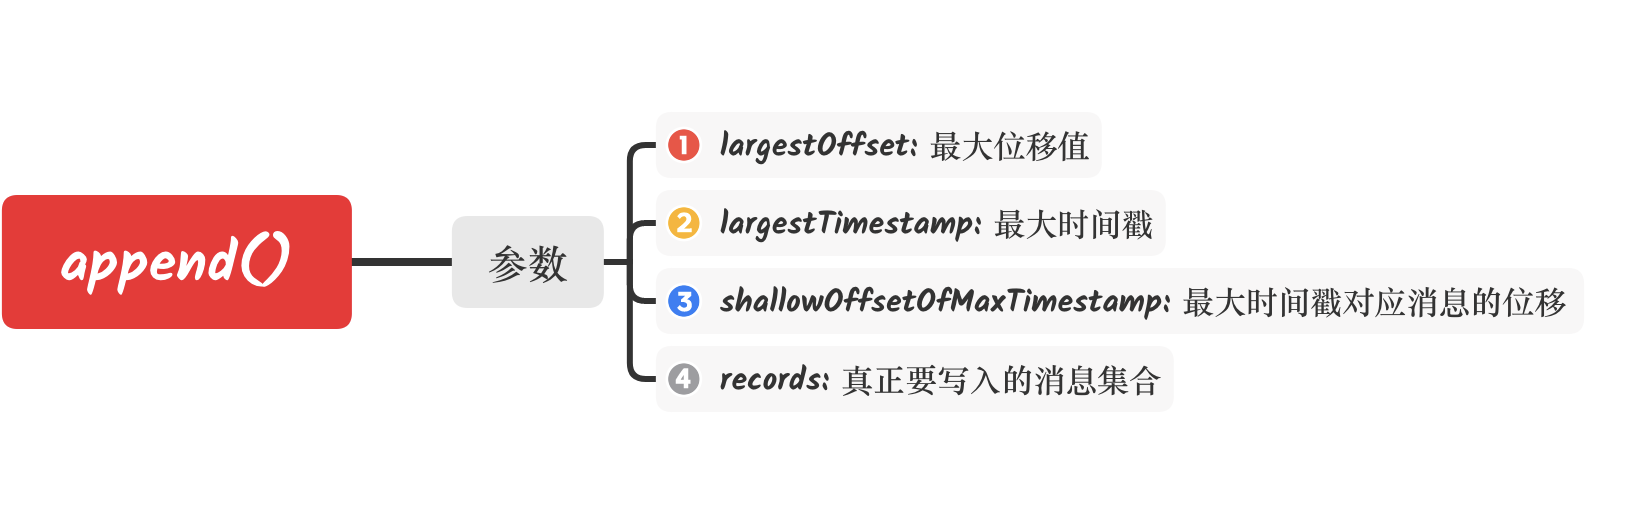 append()
参数
1 largestOffset: 最大位移值
2 largestTimestamp: 最大时间戳
3 shallowOffsetOfMaxTimestamp: 最大时间戳对应消息的位移
4 records: 真正要写入的消息集合